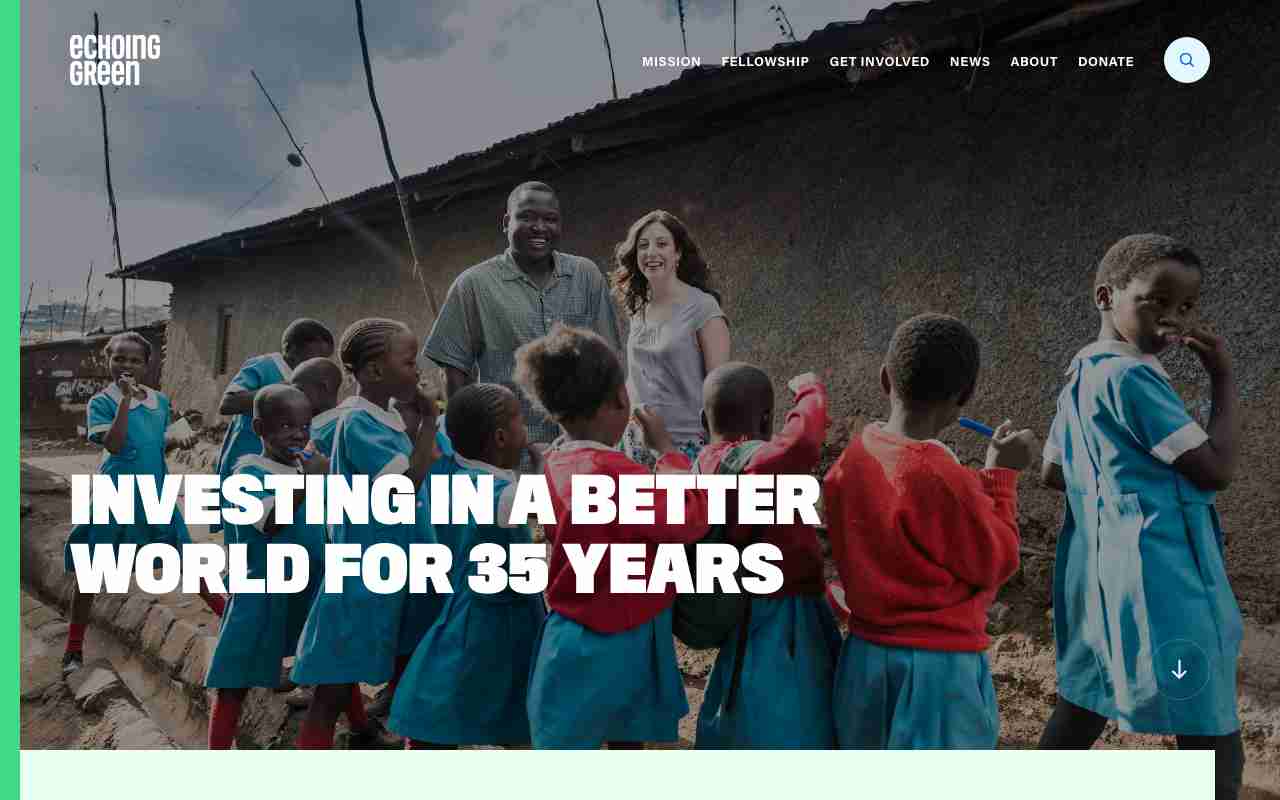 eCHOING
GReen
MISSION
FELLOWSHIP
GET INVOLVED
NEWS
ABOUT
DONATE
INVESTING IN A BETTER
WORLD FOR 35 YEARS